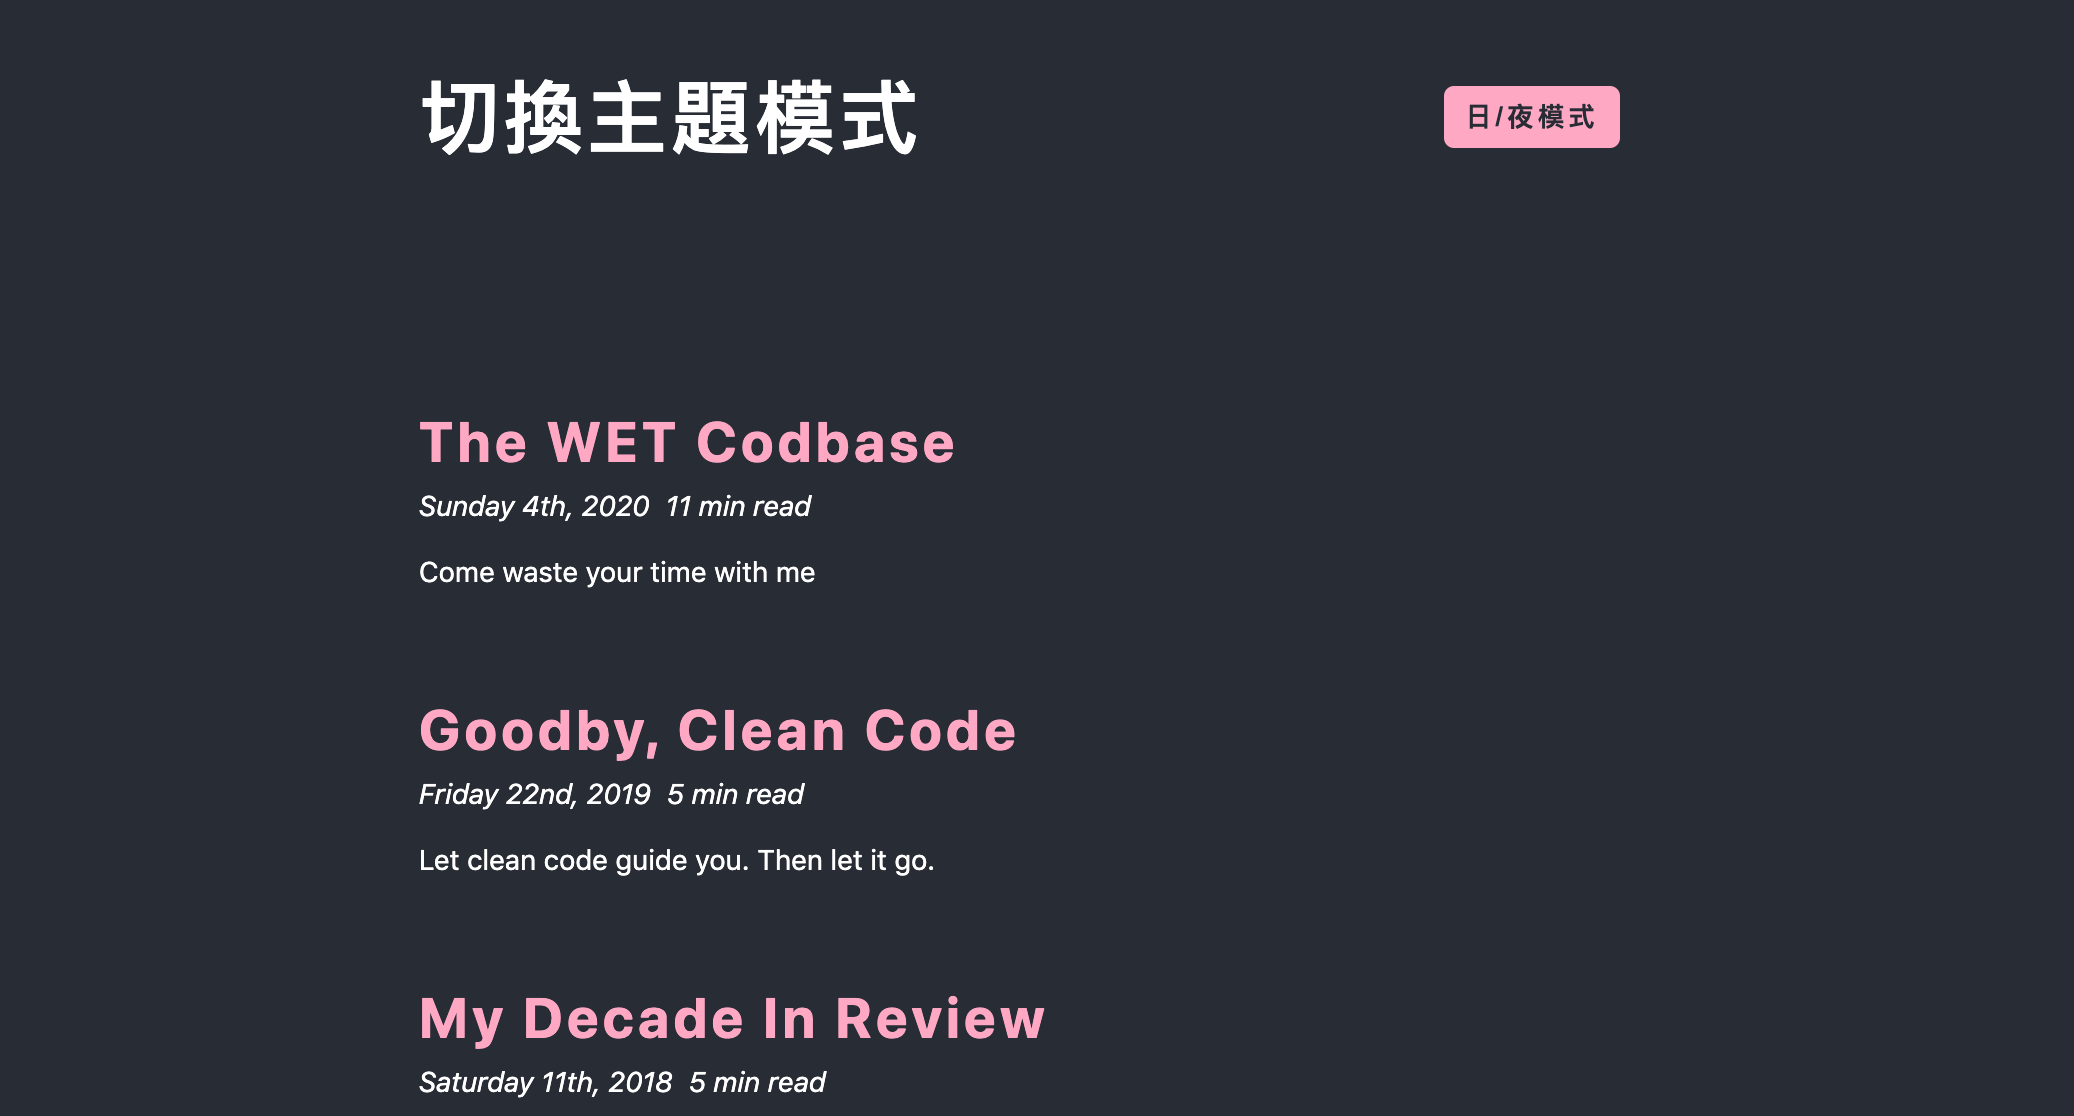 切換主題模式
日/夜模式
The WET Codbase
Sunday 4th, 2020 11 min read
Come waste your time with me
Goodby, Clean Code
Friday 22nd, 2019 5 min read
Let clean code guide you. Then let it go.
My Decade In Review
Saturday 11th, 2018 5 min read